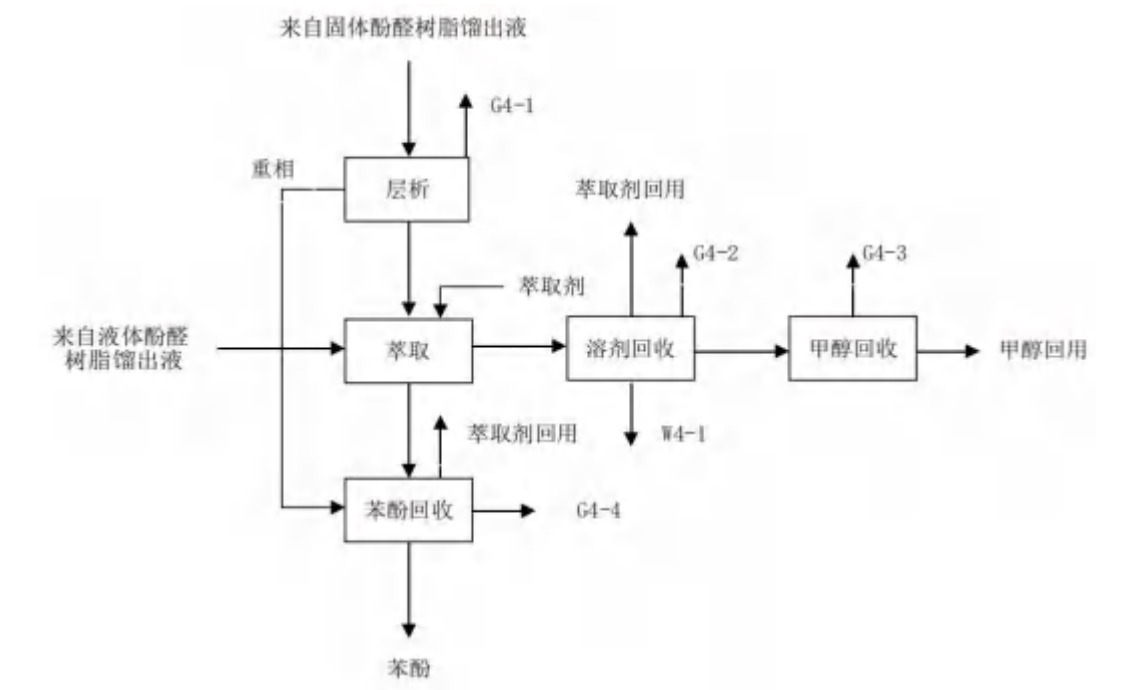 来自固体酚醛树脂馏出液
G4-1
重相
层析
萃取剂回用
G4-2
G4-3
萃取剂
来自液体酚醛
树脂馏出液
萃取
溶剂回收
甲醇回收
甲醇回用
萃取剂回用
W4-1
苯酚回收
G4-4
苯酚